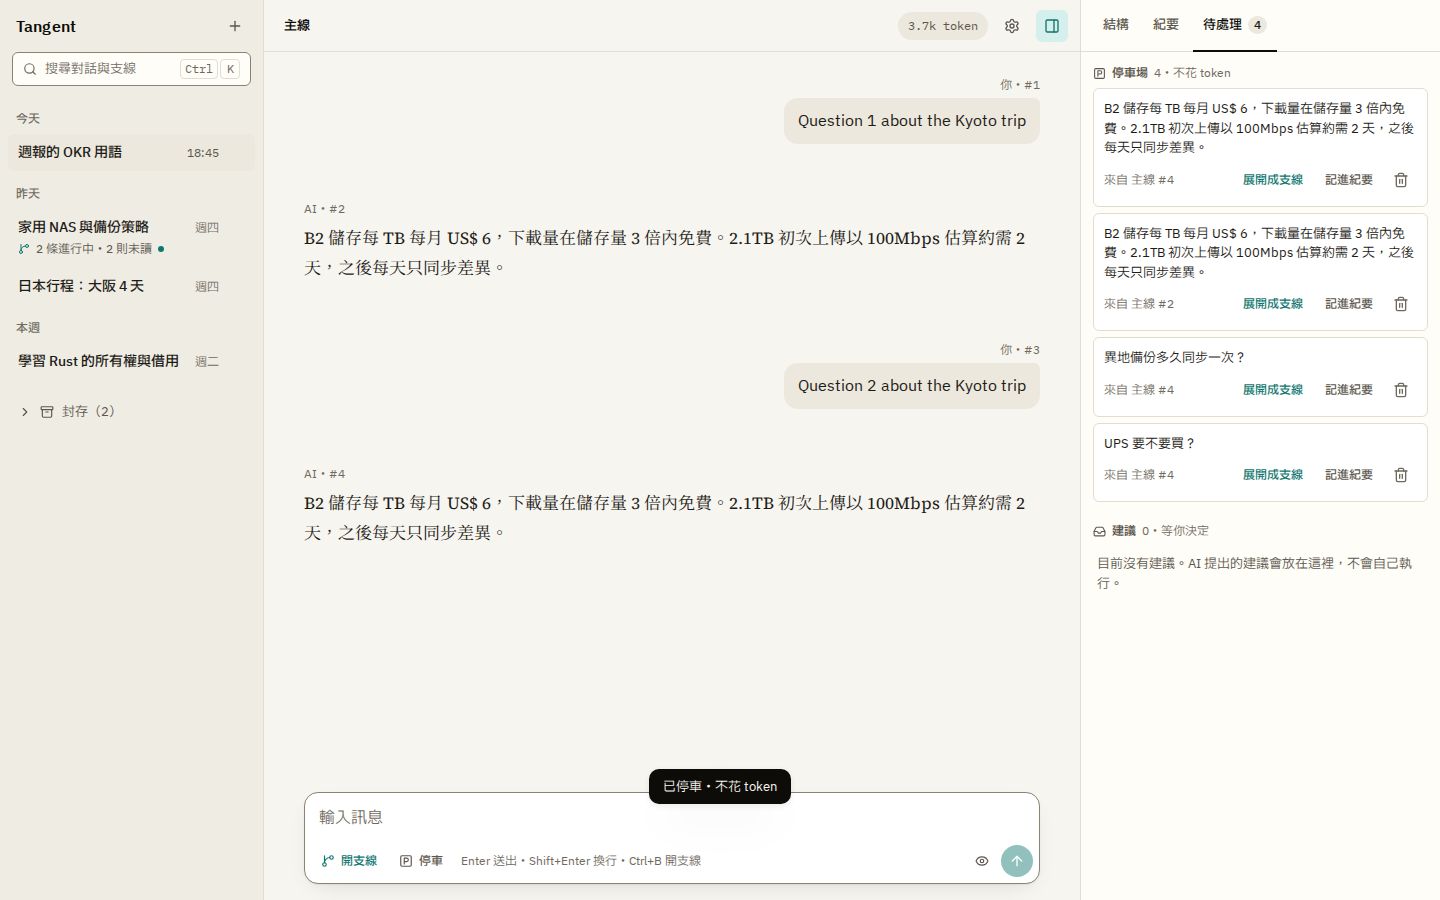 Tangent
搜尋對話與支線 Ctrl K
今天
週報的 OKR 用語 18:45
昨天
家用 NAS 與備份策略 週四
2 條進行中・2 則未讀
日本行程：大阪 4 天 週四
本週
學習 Rust 的所有權與借用 週二
封存（2）
主線 3.7k token
你・#1
Question 1 about the Kyoto trip
AI・#2
B2 儲存每 TB 每月 US$ 6，下載量在儲存量 3 倍內免費。2.1TB 初次上傳以 100Mbps 估算約需 2
天，之後每天只同步差異。
你・#3
Question 2 about the Kyoto trip
AI・#4
B2 儲存每 TB 每月 US$ 6，下載量在儲存量 3 倍內免費。2.1TB 初次上傳以 100Mbps 估算約需 2
天，之後每天只同步差異。
已停車・不花 token
輸入訊息
開支線 停車 Enter 送出・Shift+Enter 換行・Ctrl+B 開支線
結構 紀要 待處理 4
停車場 4・不花 token
B2 儲存每 TB 每月 US$ 6，下載量在儲存量 3 倍內免
費。2.1TB 初次上傳以 100Mbps 估算約需 2 天，之後
每天只同步差異。
來自 主線 #4 展開成支線 記進紀要
B2 儲存每 TB 每月 US$ 6，下載量在儲存量 3 倍內免
費。2.1TB 初次上傳以 100Mbps 估算約需 2 天，之後
每天只同步差異。
來自 主線 #2 展開成支線 記進紀要
異地備份多久同步一次？
來自 主線 #4 展開成支線 記進紀要
UPS 要不要買？
來自 主線 #4 展開成支線 記進紀要
建議 0・等你決定
目前沒有建議。AI 提出的建議會放在這裡，不會自己執
行。